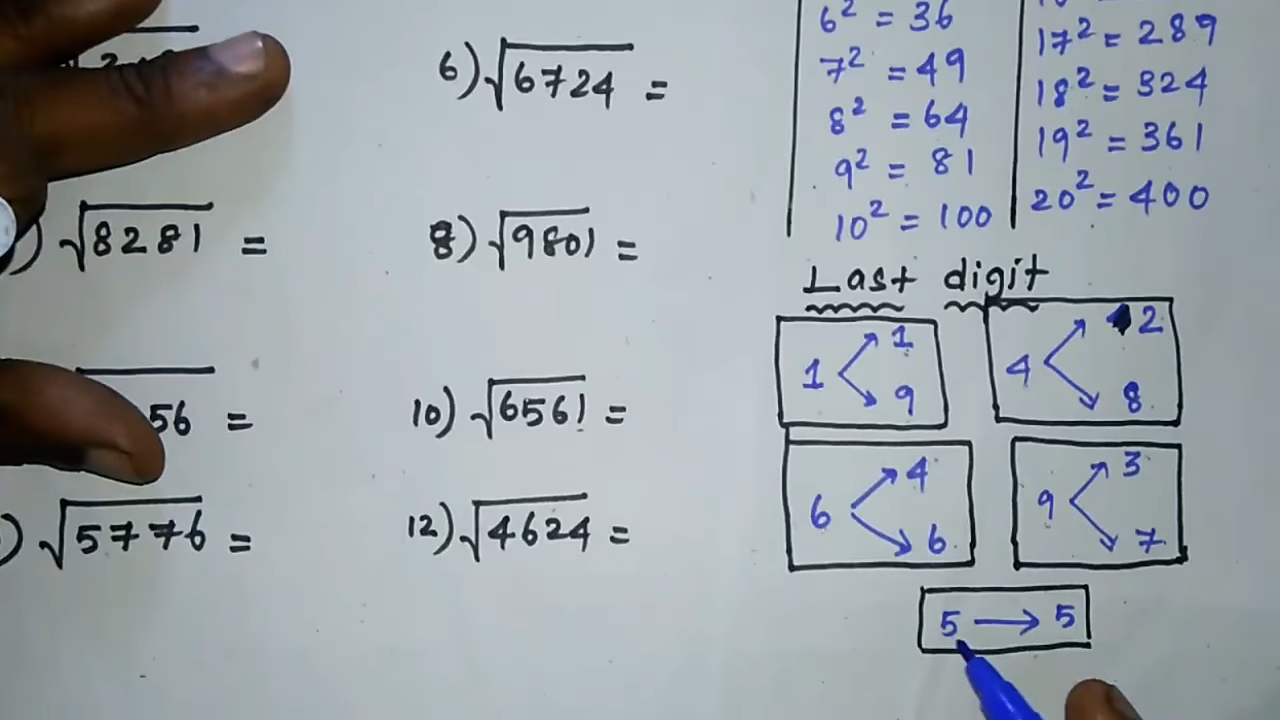 6) √6724 =
) √8281 =
8) √9801 =
56 =
10) √6561 =
) √5776 =
12) √4624 =
6² = 36
7² = 49
8² = 64
9² = 81
10² = 100
17² = 289
18² = 324
19² = 361
20² = 400
Last digit
1 1 9
4 2 8
6 4 6
9 3 7
5 → 5